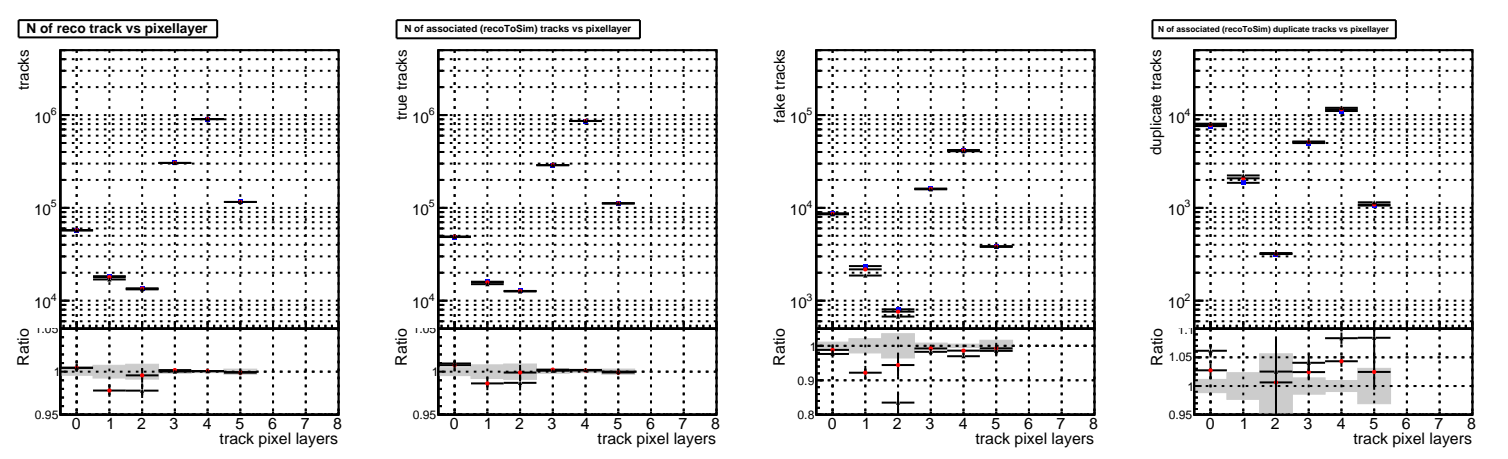 N of reco track vs pixellayer
tracks
10^6
10^5
10^4
1.05
Ratio
1
0.95
0 1 2 3 4 5 6 7 8
track pixel layers
N of associated (recoToSim) tracks vs pixellayer
true tracks
10^6
10^5
10^4
Ratio
1
0.95
0 1 2 3 4 5 6 7 8
track pixel layers
fake tracks
10^5
10^4
10^3
Ratio
1
0.9
0.8
0 1 2 3 4 5 6 7 8
track pixel layers
N of associated (recoToSim) duplicate tracks vs pixellayer
duplicate tracks
10^4
10^3
10^2
1.1
Ratio
1.05
1
0.95
0 1 2 3 4 5 6 7 8
track pixel layers